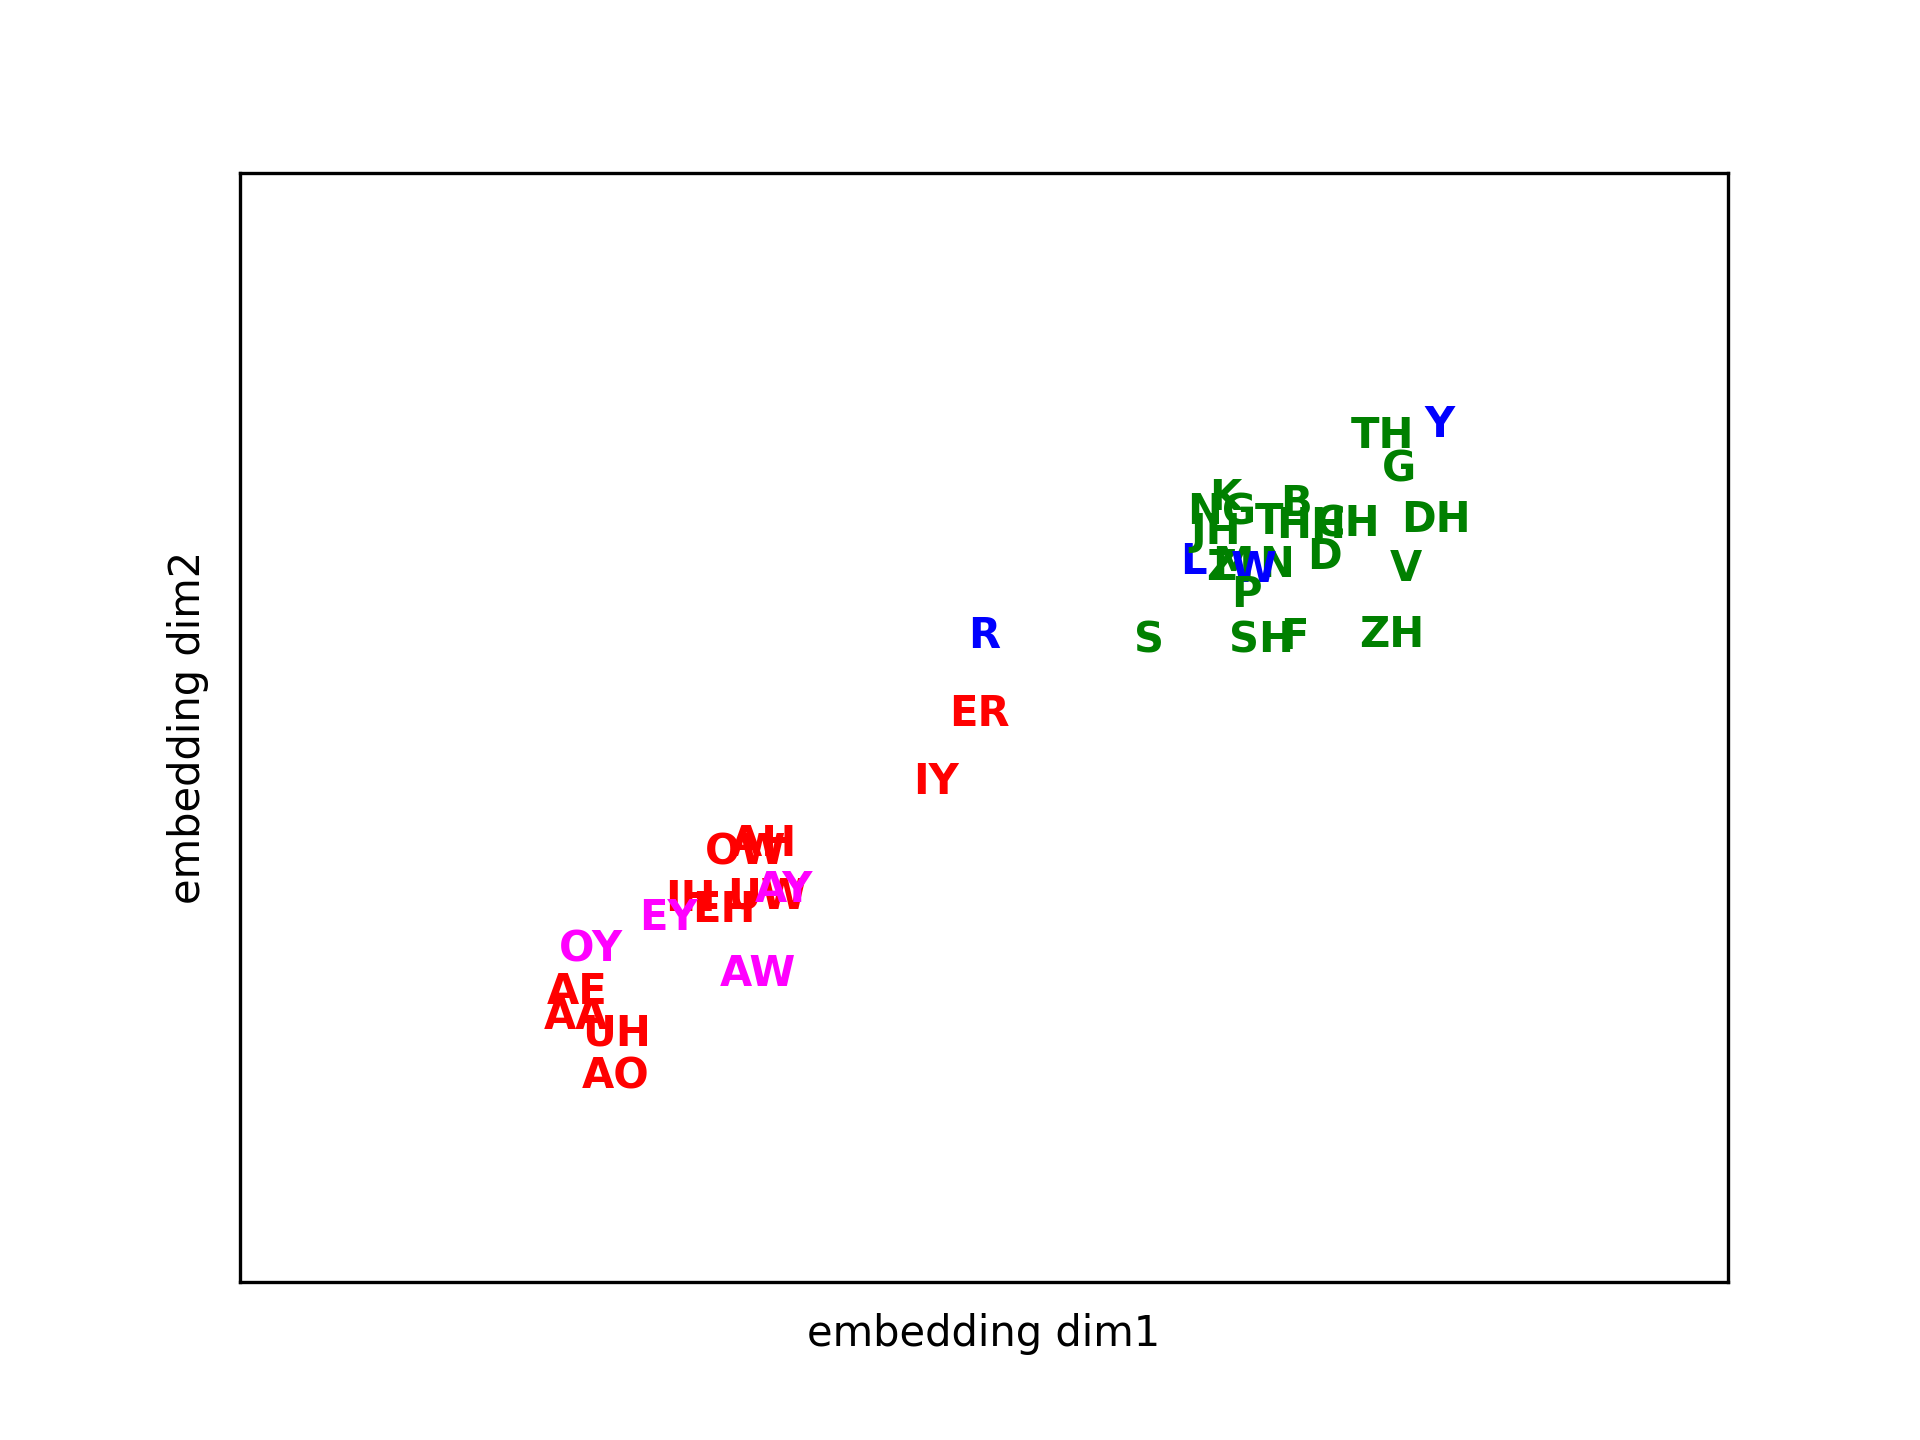 TH Y
G
K B
NG T HH CH DH
JH
L Z M W N D V
P
R S SH F ZH
ER
IY
AH
OW
IH EH UW AY
EY
OY
AW
AE
AA
UH
AO
embedding dim2
embedding dim1